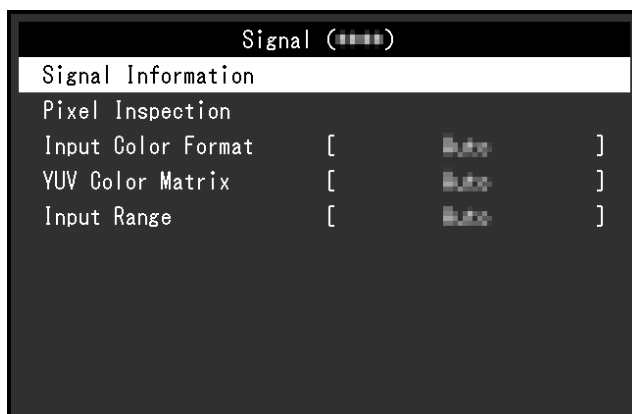 Signal ( )
Signal Information
Pixel Inspection
Input Color Format [ ]
YUV Color Matrix [ ]
Input Range [ ]